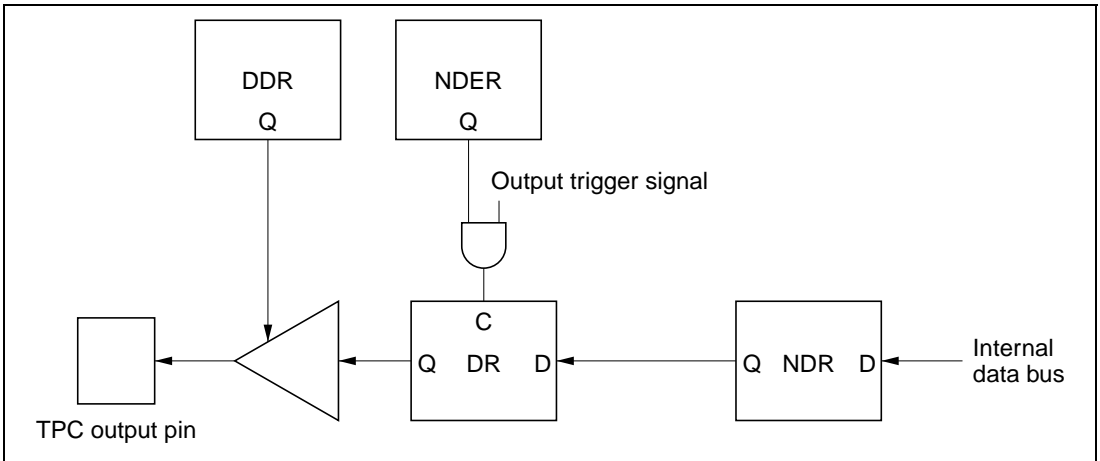 DDR
Q
NDER
Q
Output trigger signal
C
Q DR D
Q NDR D
Internal
data bus
TPC output pin